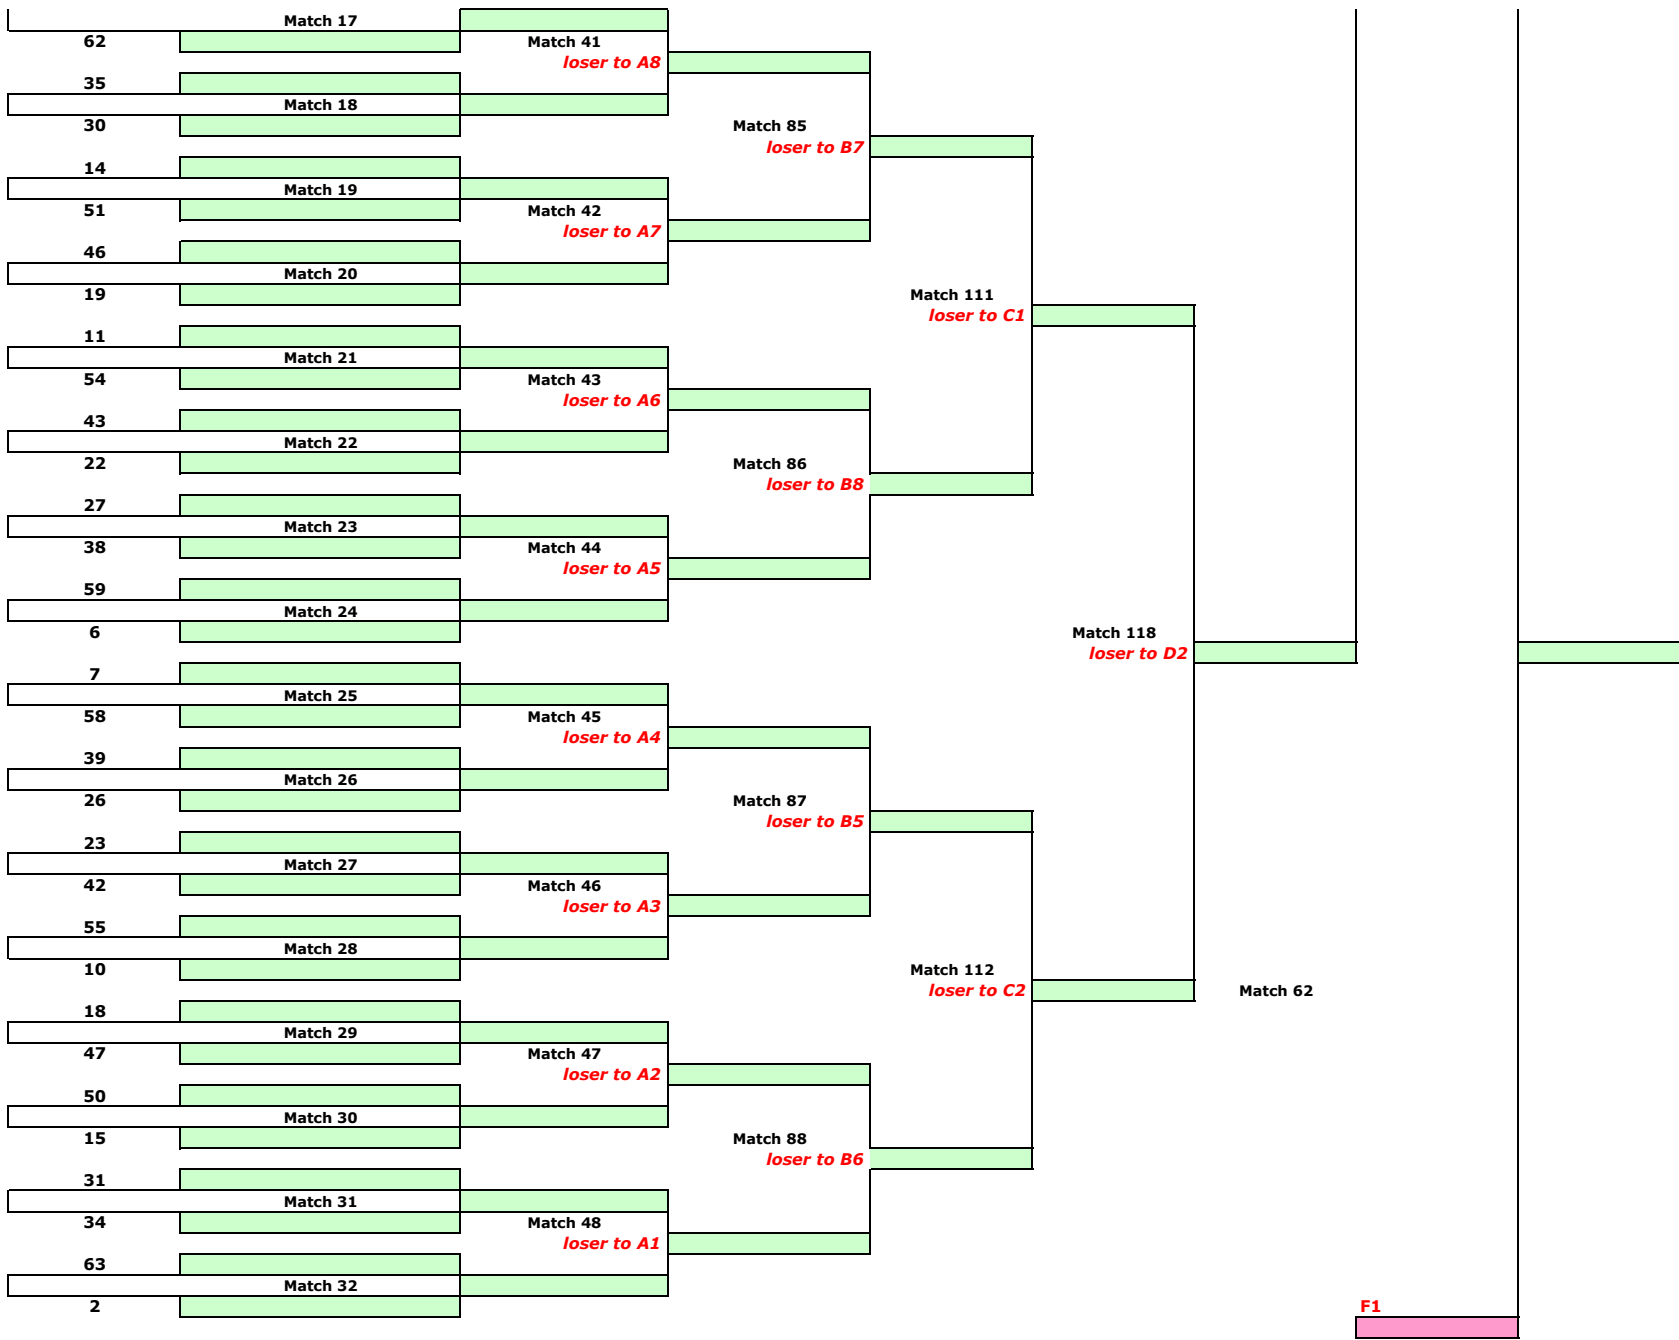 Match 17
62
Match 41
loser to A8
35
Match 18
30
Match 85
loser to B7
14
Match 19
51
Match 42
loser to A7
46
Match 20
19
Match 111
loser to C1
11
Match 21
54
Match 43
loser to A6
43
Match 22
22
Match 86
loser to B8
27
Match 23
38
Match 44
loser to A5
59
Match 24
6
Match 118
loser to D2
7
Match 25
58
Match 45
loser to A4
39
Match 26
26
Match 87
loser to B5
23
Match 27
42
Match 46
loser to A3
55
Match 28
10
Match 112
loser to C2
Match 62
18
Match 29
47
Match 47
loser to A2
50
Match 30
15
Match 88
loser to B6
31
Match 31
34
Match 48
loser to A1
63
Match 32
2
F1